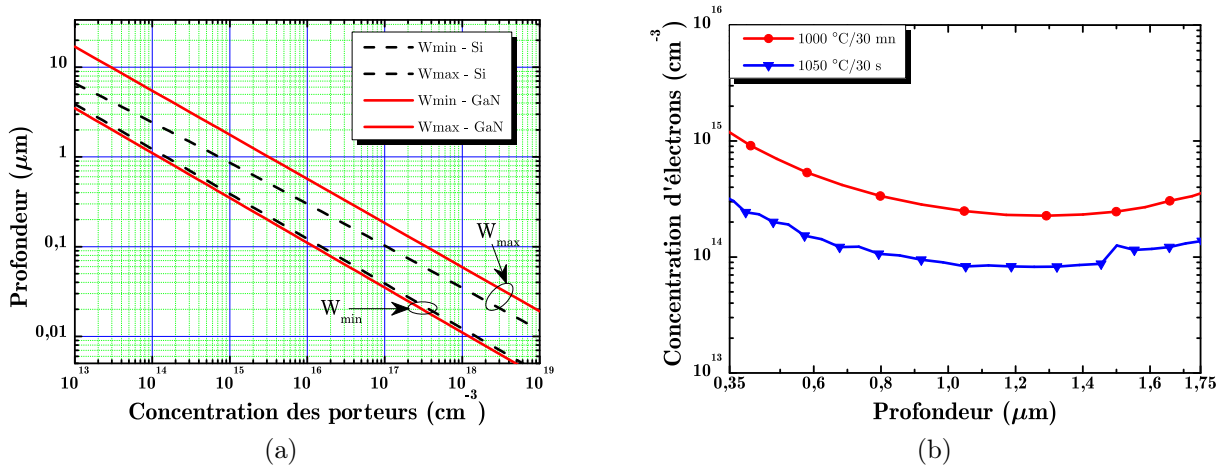 10
1
0,1
0,01
Profondeur (μm)
Wmin - Si
Wmax - Si
Wmin - GaN
Wmax - GaN
W max
W min
10^13 10^14 10^15 10^16 10^17 10^18 10^19
Concentration des porteurs (cm^-3)
(a)
10^16
10^15
10^14
10^13
Concentration d'électrons (cm^-3)
1000 °C/30 mn
1050 °C/30 s
0,35 0,6 0,8 1,0 1,2 1,4 1,6 1,75
Profondeur (μm)
(b)